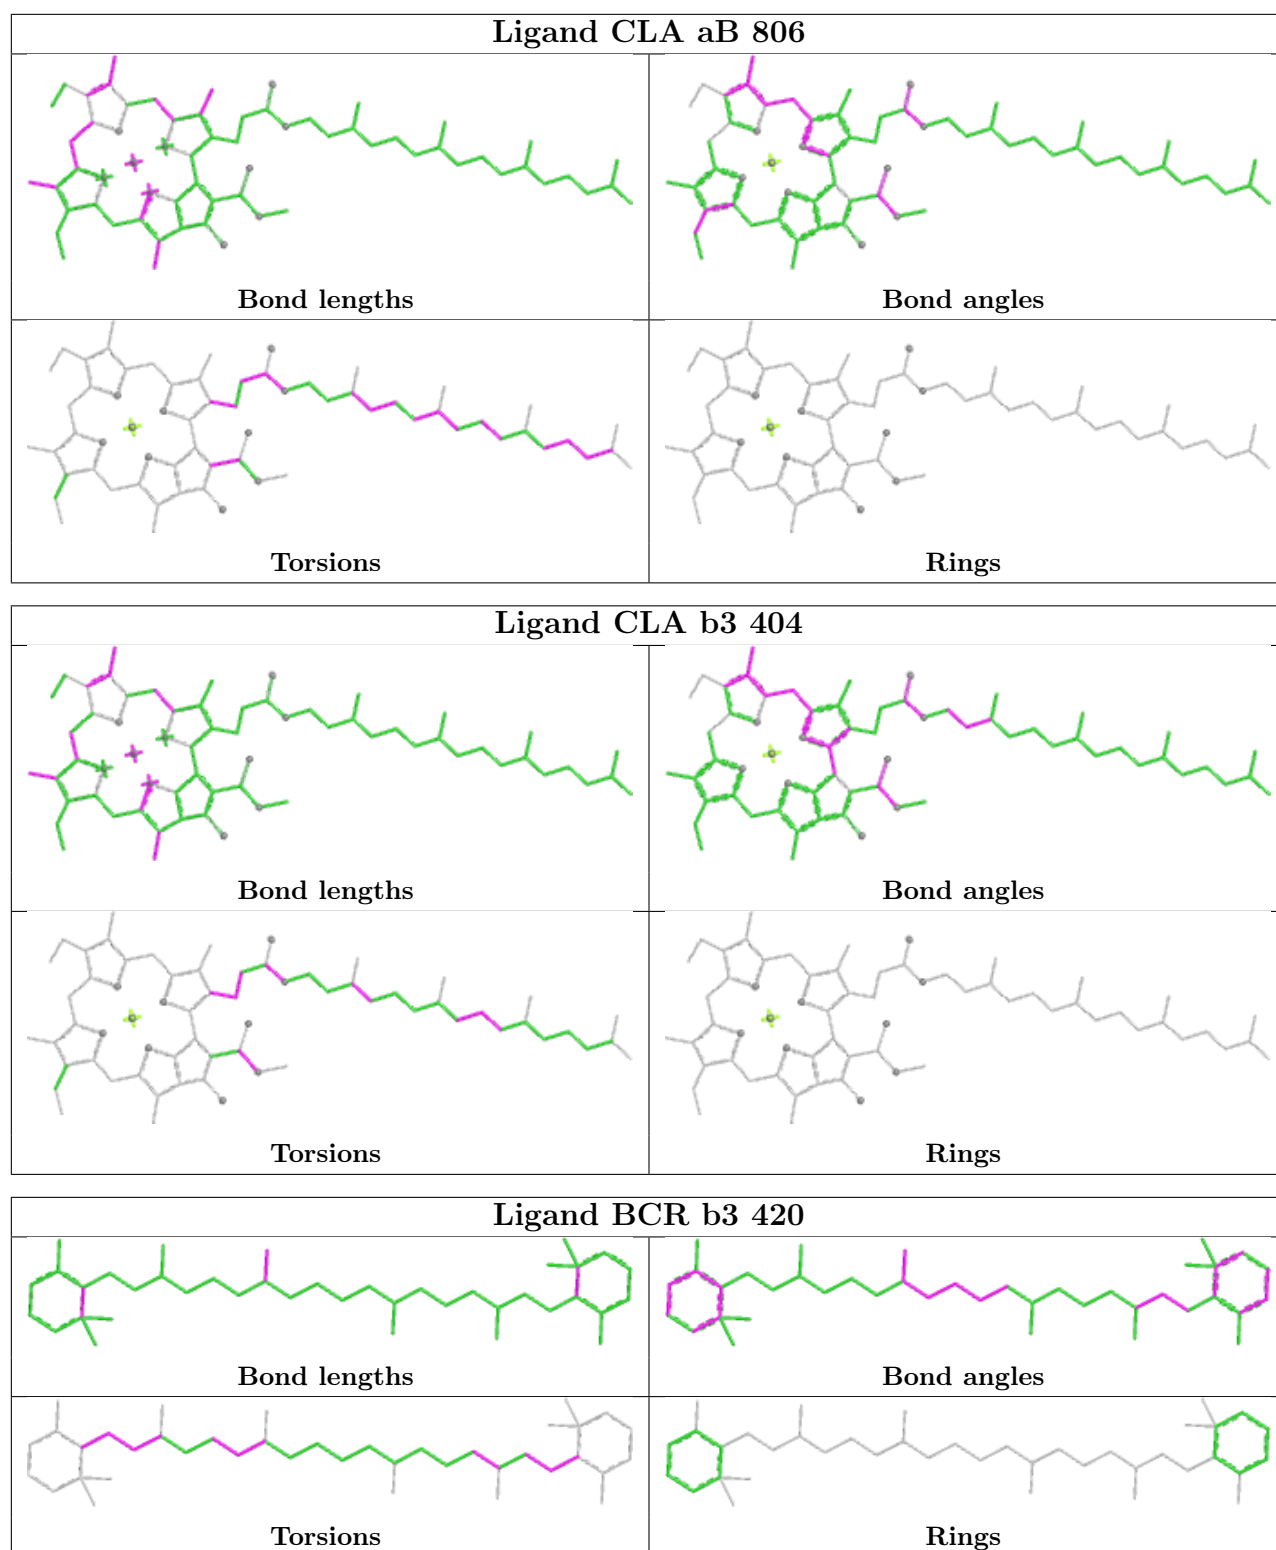 Ligand CLA aB 806
Bond lengths
Bond angles
Torsions
Rings
Ligand CLA b3 404
Bond lengths
Bond angles
Torsions
Rings
Ligand BCR b3 420
Bond lengths
Bond angles
Torsions
Rings